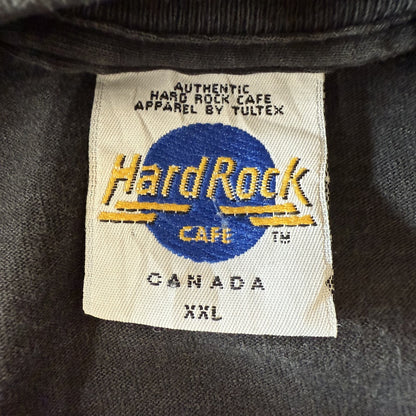 AUTHENTIC
HARD ROCK CAFE
APPAREL BY TULTEX
Hard Rock
CAFE TM
CANADA
XXL